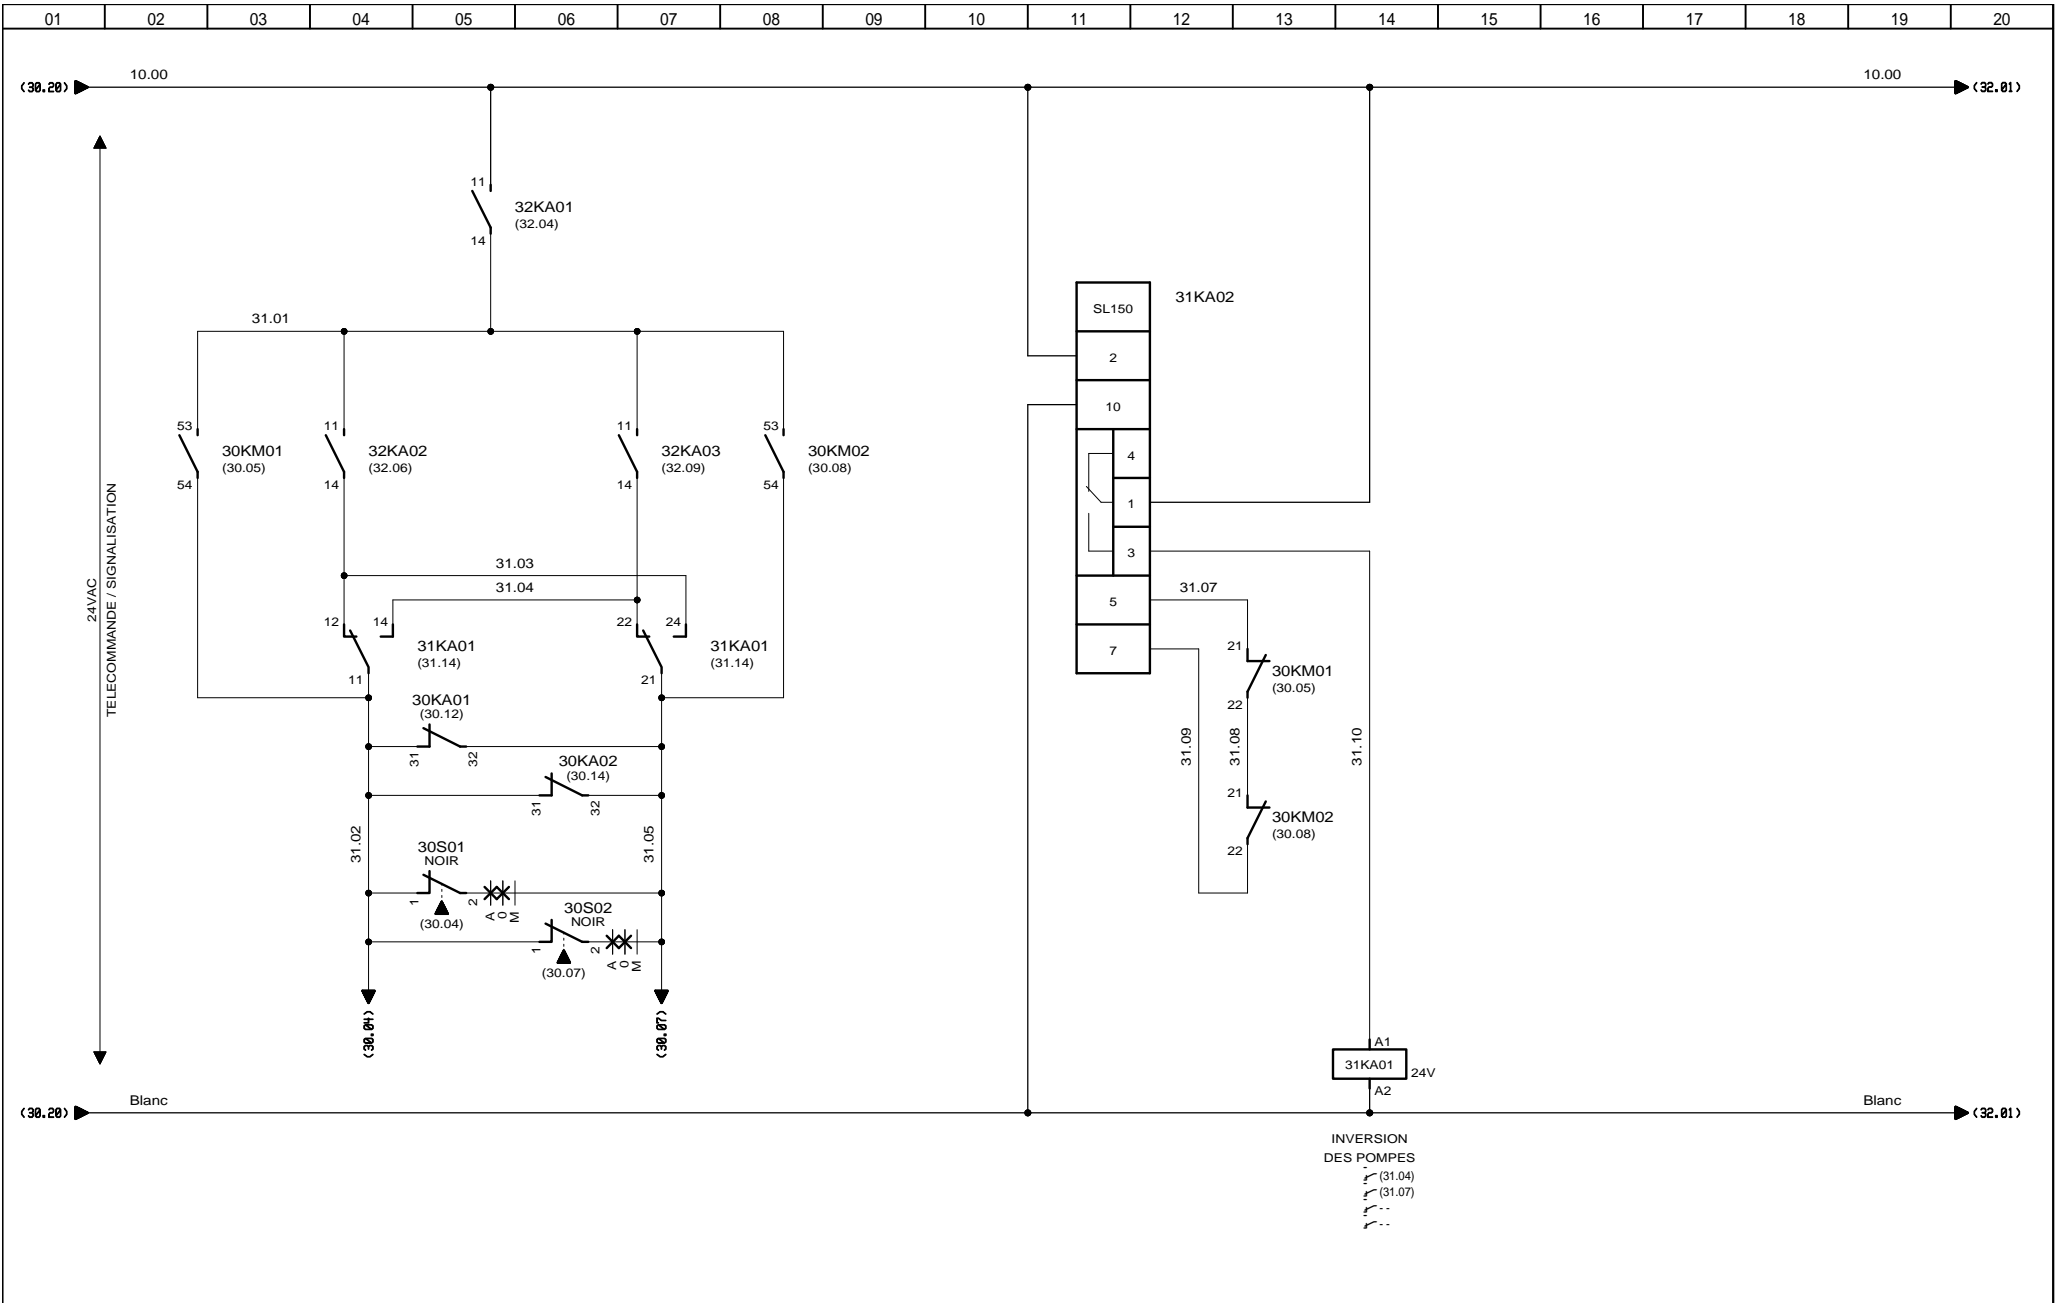 01 02 03 04 05 06 07 08 09 10 11 12 13 14 15 16 17 18 19 20
10.00 10.00
(30.20) (32.01)
24VAC
TELECOMMANDE / SIGNALISATION
11
32KA01
(32.04)
14
31.01
53
30KM01
(30.05)
54
11
32KA02
(32.06)
14
11
32KA03
(32.09)
14
53
30KM02
(30.08)
54
31.03
31.04
12 14
31KA01
(31.14)
11
22 24
31KA01
(31.14)
21
30KA01
(30.12)
31 32
30KA02
(30.14)
31 32
31.02
31.05
30S01
NOIR
1 2
A 0 M
(30.04)
30S02
NOIR
1 2
A 0 M
(30.07)
(30.04)
(30.07)
SL150
31KA02
2
10
4
1
3
5
7
31.07
21
30KM01
(30.05)
22
31.09
31.08
31.10
21
30KM02
(30.08)
22
A1
31KA01
24V
A2
Blanc Blanc
(30.20) (32.01)
INVERSION
DES POMPES
(31.04)
(31.07)
--
--